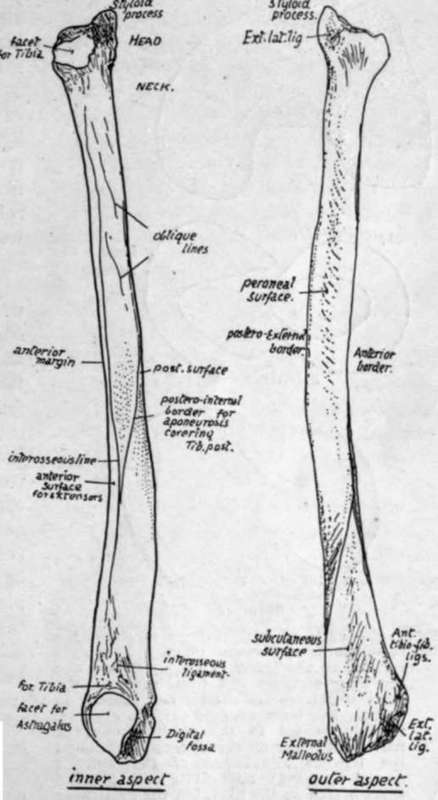 Styloid
process
HEAD
facet
for Tibia
NECK.
oblique
lines
anterior
margin
post. surface
postero-internal
border for
aponeurosis
covering
Tib. post.
interosseous line
anterior
surface
for extensors
interosseous
ligament
for Tibia
facet for
Astragalus
Digital
fossa
inner aspect
Styloid
process.
Ext. lat. lig
peroneal
surface.
postero-External
border.
Anterior
border.
subcutaneous
surface
Ant.
tibio-fib.
ligs.
Ext.
lat.
lig.
External
Malleolus
outer aspect.